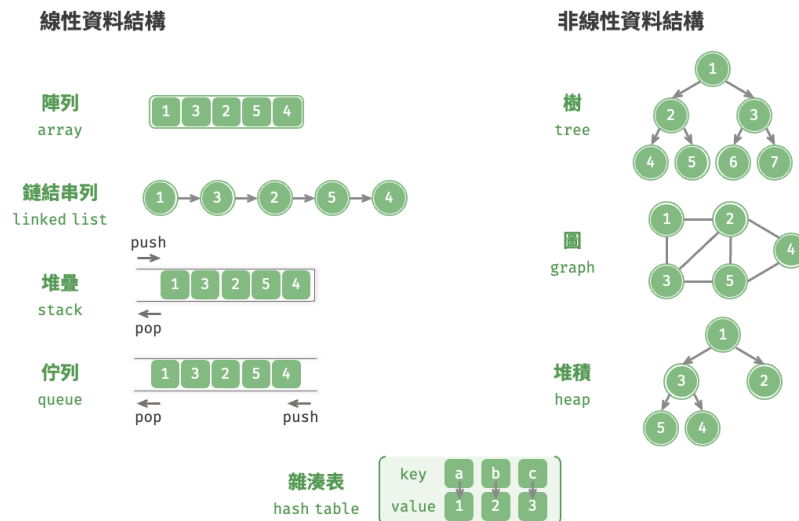 線性資料結構
陣列
array
1 3 2 5 4
鏈結串列
linked list
1 3 2 5 4
堆疊
stack
push
1 3 2 5 4
pop
佇列
queue
1 3 2 5 4
pop push
非線性資料結構
樹
tree
1
2 3
4 5 6 7
圖
graph
1 2
4
3 5
堆積
heap
1
3 2
5 4
雜湊表
hash table
key a b c
value 1 2 3